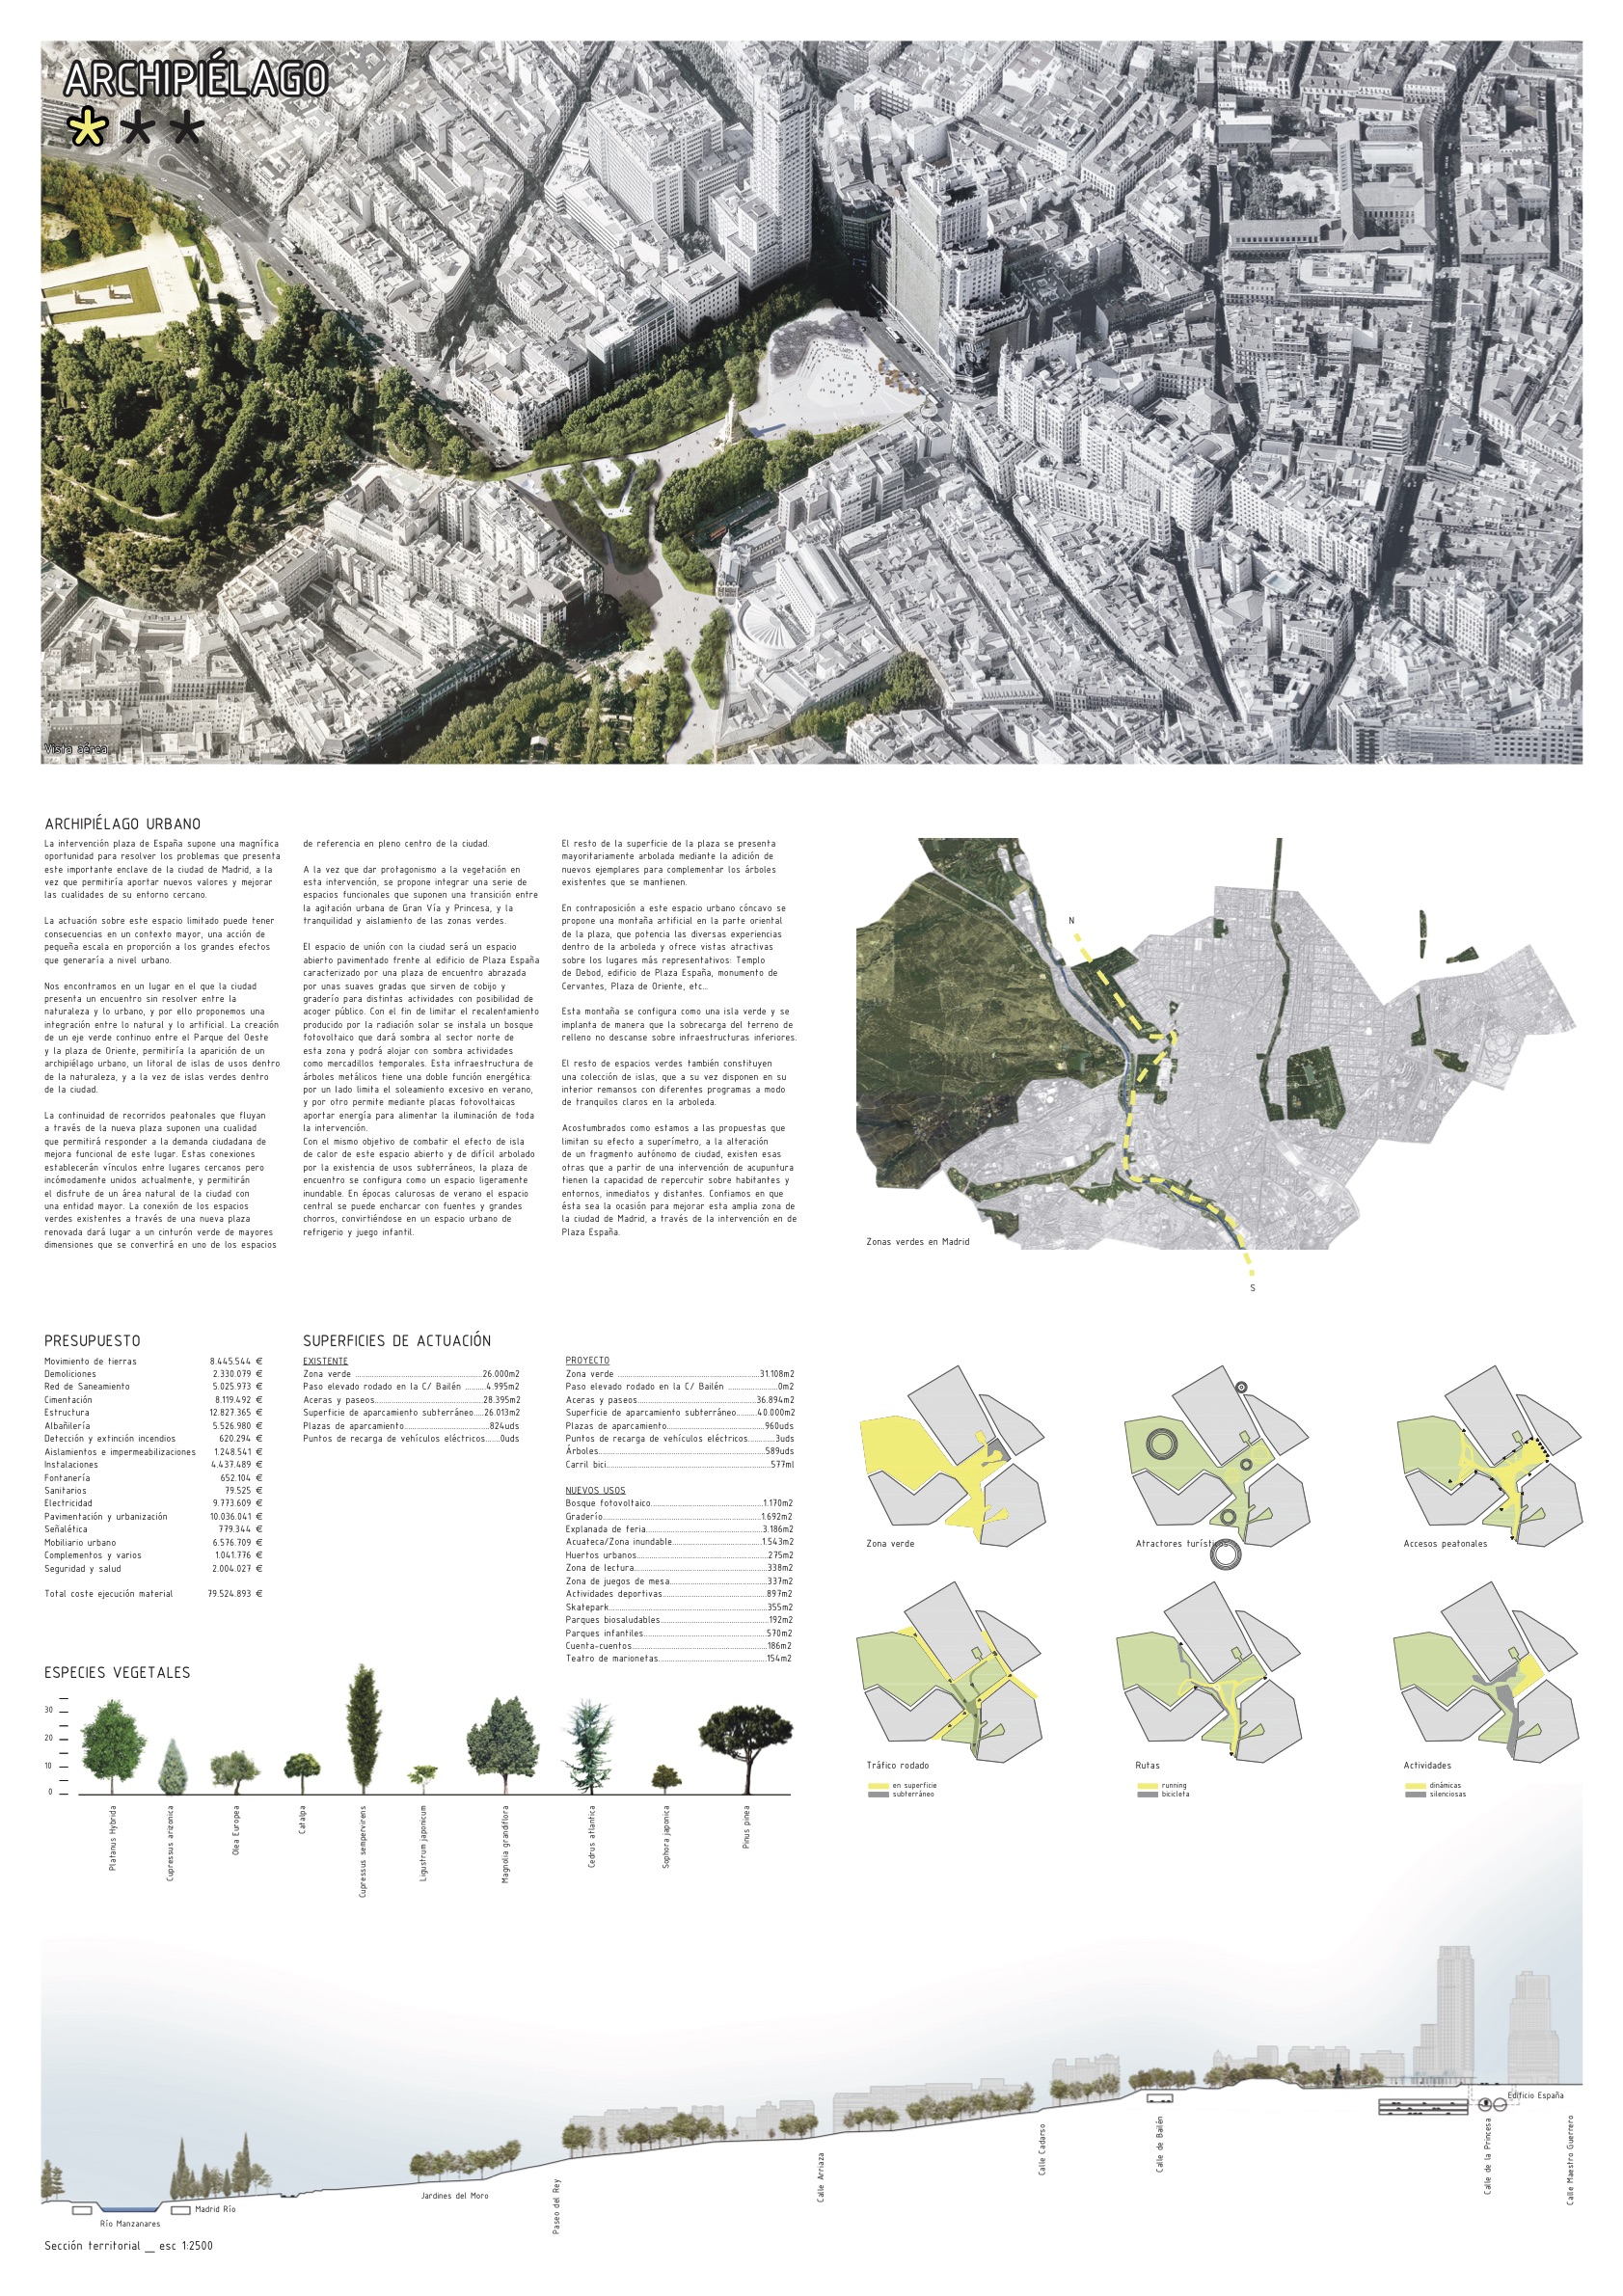 ARCHIPIÉLAGO
* * *
Vista aérea
ARCHIPIÉLAGO URBANO
La intervención plaza de España supone una magnífica
oportunidad para resolver los problemas que presenta
este importante enclave de la ciudad de Madrid, a la
vez que permitiría aportar nuevos valores y mejorar
las cualidades de su entorno cercano.
La actuación sobre este espacio limitado puede tener
consecuencias en un contexto mayor, una acción de
pequeña escala en proporción a los grandes efectos
que generaría a nivel urbano.
Nos encontramos en un lugar en el que la ciudad
presenta un encuentro sin resolver entre la
naturaleza y lo urbano, y por ello proponemos una
integración entre lo natural y lo artificial. La creación
de un eje verde continuo entre el Parque del Oeste
y la plaza de Oriente, permitiría la aparición de un
archipiélago urbano, un litoral de islas de usos dentro
de la naturaleza, y a la vez de islas verdes dentro
de la ciudad.
La continuidad de recorridos peatonales que fluyan
a través de la nueva plaza suponen una cualidad
que permitirá responder a la demanda ciudadana de
mejora funcional de este lugar. Estas conexiones
establecerán vínculos entre lugares cercanos pero
incómodamente unidos actualmente, y permitirán
el disfrute de un área natural de la ciudad con
una entidad mayor. La conexión de los espacios
verdes existentes a través de una nueva plaza
renovada dará lugar a un cinturón verde de mayores
dimensiones que se convertirá en uno de los espacios
de referencia en pleno centro de la ciudad.
A la vez que dar protagonismo a la vegetación en
esta intervención, se propone integrar una serie de
espacios funcionales que suponen una transición entre
la agitación urbana de Gran Vía y Princesa, y la
tranquilidad y aislamiento de las zonas verdes.
El espacio de unión con la ciudad será un espacio
abierto pavimentado frente al edificio de Plaza España
caracterizado por una plaza de encuentro abrazada
por unas suaves gradas que sirven de cobijo y
graderío para distintas actividades con posibilidad de
acoger público. Con el fin de limitar el recalentamiento
producido por la radiación solar se instala un bosque
fotovoltaico que dará sombra al sector norte de
esta zona y podrá alojar con sombra actividades
como mercadillos temporales. Esta infraestructura de
árboles metálicos tiene una doble función energética:
por un lado limita el soleamiento excesivo en verano,
y por otro permite mediante placas fotovoltaicas
aportar energía para alimentar la iluminación de toda
la intervención.
Con el mismo objetivo de combatir el efecto de isla
de calor de este espacio abierto y de difícil arbolado
por la existencia de usos subterráneos, la plaza de
encuentro se configura como un espacio ligeramente
inundable. En épocas calurosas de verano el espacio
central se puede encharcar con fuentes y grandes
chorros, convirtiéndose en un espacio urbano de
refrigerio y juego infantil.
El resto de la superficie de la plaza se presenta
mayoritariamente arbolada mediante la adición de
nuevos ejemplares para complementar los árboles
existentes que se mantienen.
En contraposición a este espacio urbano cóncavo se
propone una montaña artificial en la parte oriental
de la plaza, que potencia las diversas experiencias
dentro de la arboleda y ofrece vistas atractivas
sobre los lugares más representativos: Templo
de Debod, edificio de Plaza España, monumento de
Cervantes, Plaza de Oriente, etc...
Esta montaña se configura como una isla verde y se
implanta de manera que la sobrecarga del terreno de
relleno no descanse sobre infraestructuras inferiores.
El resto de espacios verdes también constituyen
una colección de islas, que a su vez disponen en su
interior remansos con diferentes programas a modo
de tranquilos claros en la arboleda.
Acostumbrados como estamos a las propuestas que
limitan su efecto a superímetro, a la alteración
de un fragmento autónomo de ciudad, existen esas
otras que a partir de una intervención de acupuntura
tienen la capacidad de repercutir sobre habitantes y
entornos, inmediatos y distantes. Confiamos en que
ésta sea la ocasión para mejorar esta amplia zona de
la ciudad de Madrid, a través de la intervención en de
Plaza España.
N
Zonas verdes en Madrid
S
PRESUPUESTO
Movimiento de tierras 8.445.544 €
Demoliciones 2.330.079 €
Red de Saneamiento 5.025.973 €
Cimentación 8.119.492 €
Estructura 12.827.365 €
Albañilería 5.526.980 €
Detección y extinción incendios 620.294 €
Aislamientos e impermeabilizaciones 1.248.541 €
Instalaciones 4.437.489 €
Fontanería 652.104 €
Sanitarios 79.525 €
Electricidad 9.773.609 €
Pavimentación y urbanización 10.036.041 €
Señalética 779.344 €
Mobiliario urbano 6.576.709 €
Complementos y varios 1.041.776 €
Seguridad y salud 2.004.027 €
Total coste ejecución material 79.524.893 €
SUPERFICIES DE ACTUACIÓN
EXISTENTE
Zona verde ...26.000m2
Paso elevado rodado en la C/ Bailén ...4.995m2
Aceras y paseos...28.395m2
Superficie de aparcamiento subterráneo...26.013m2
Plazas de aparcamiento...824uds
Puntos de recarga de vehículos eléctricos...0uds
PROYECTO
Zona verde ...31.108m2
Paso elevado rodado en la C/ Bailén ...0m2
Aceras y paseos...36.894m2
Superficie de aparcamiento subterráneo...40.000m2
Plazas de aparcamiento...960uds
Puntos de recarga de vehículos eléctricos...3uds
Árboles...589uds
Carril bici...577ml
NUEVOS USOS
Bosque fotovoltaico...1.170m2
Graderío...1.692m2
Explanada de feria...3.186m2
Acuateca/Zona inundable...1.543m2
Huertos urbanos...275m2
Zona de lectura...338m2
Zona de juegos de mesa...337m2
Actividades deportivas...897m2
Skatepark...355m2
Parques biosaludables...192m2
Parques infantiles...570m2
Cuenta-cuentos...186m2
Teatro de marionetas...154m2
Zona verde
Atractores turísticos
Accesos peatonales
Tráfico rodado
en superficie
subterráneo
Rutas
running
bicicleta
Actividades
dinámicas
silenciosas
ESPECIES VEGETALES
30
20
10
0
Platanus Hybrida
Cupressus arizonica
Olea Europea
Catalpa
Cupressus sempervirens
Ligustrum japonicum
Magnolia grandiflora
Cedrus atlantica
Sophora japonica
Pinus pinea
Río Manzanares
Madrid Río
Jardines del Moro
Paseo del Rey
Calle Arriaza
Calle Cadarso
Calle de Bailén
Calle de la Princesa
Edificio España
Calle Maestro Guerrero
Sección territorial __ esc 1:2500